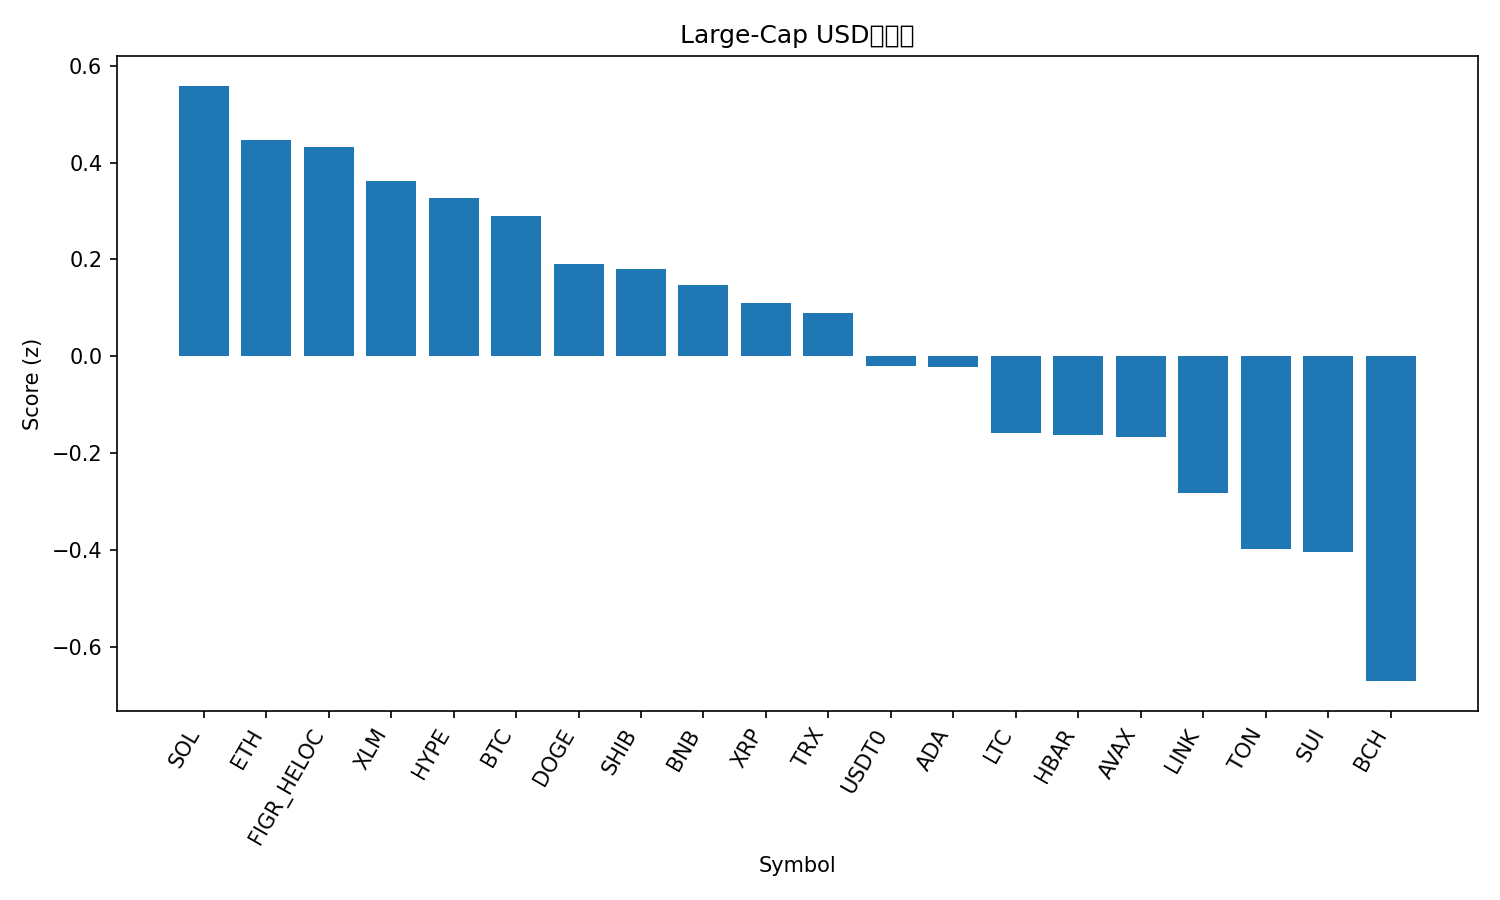 Large-Cap USD
0.6
0.4
0.2
0.0
−0.2
−0.4
−0.6
Score (z)
SOL
ETH
FIGR_HELOC
XLM
HYPE
BTC
DOGE
SHIB
BNB
XRP
TRX
USDT0
ADA
LTC
HBAR
AVAX
LINK
TON
SUI
BCH
Symbol